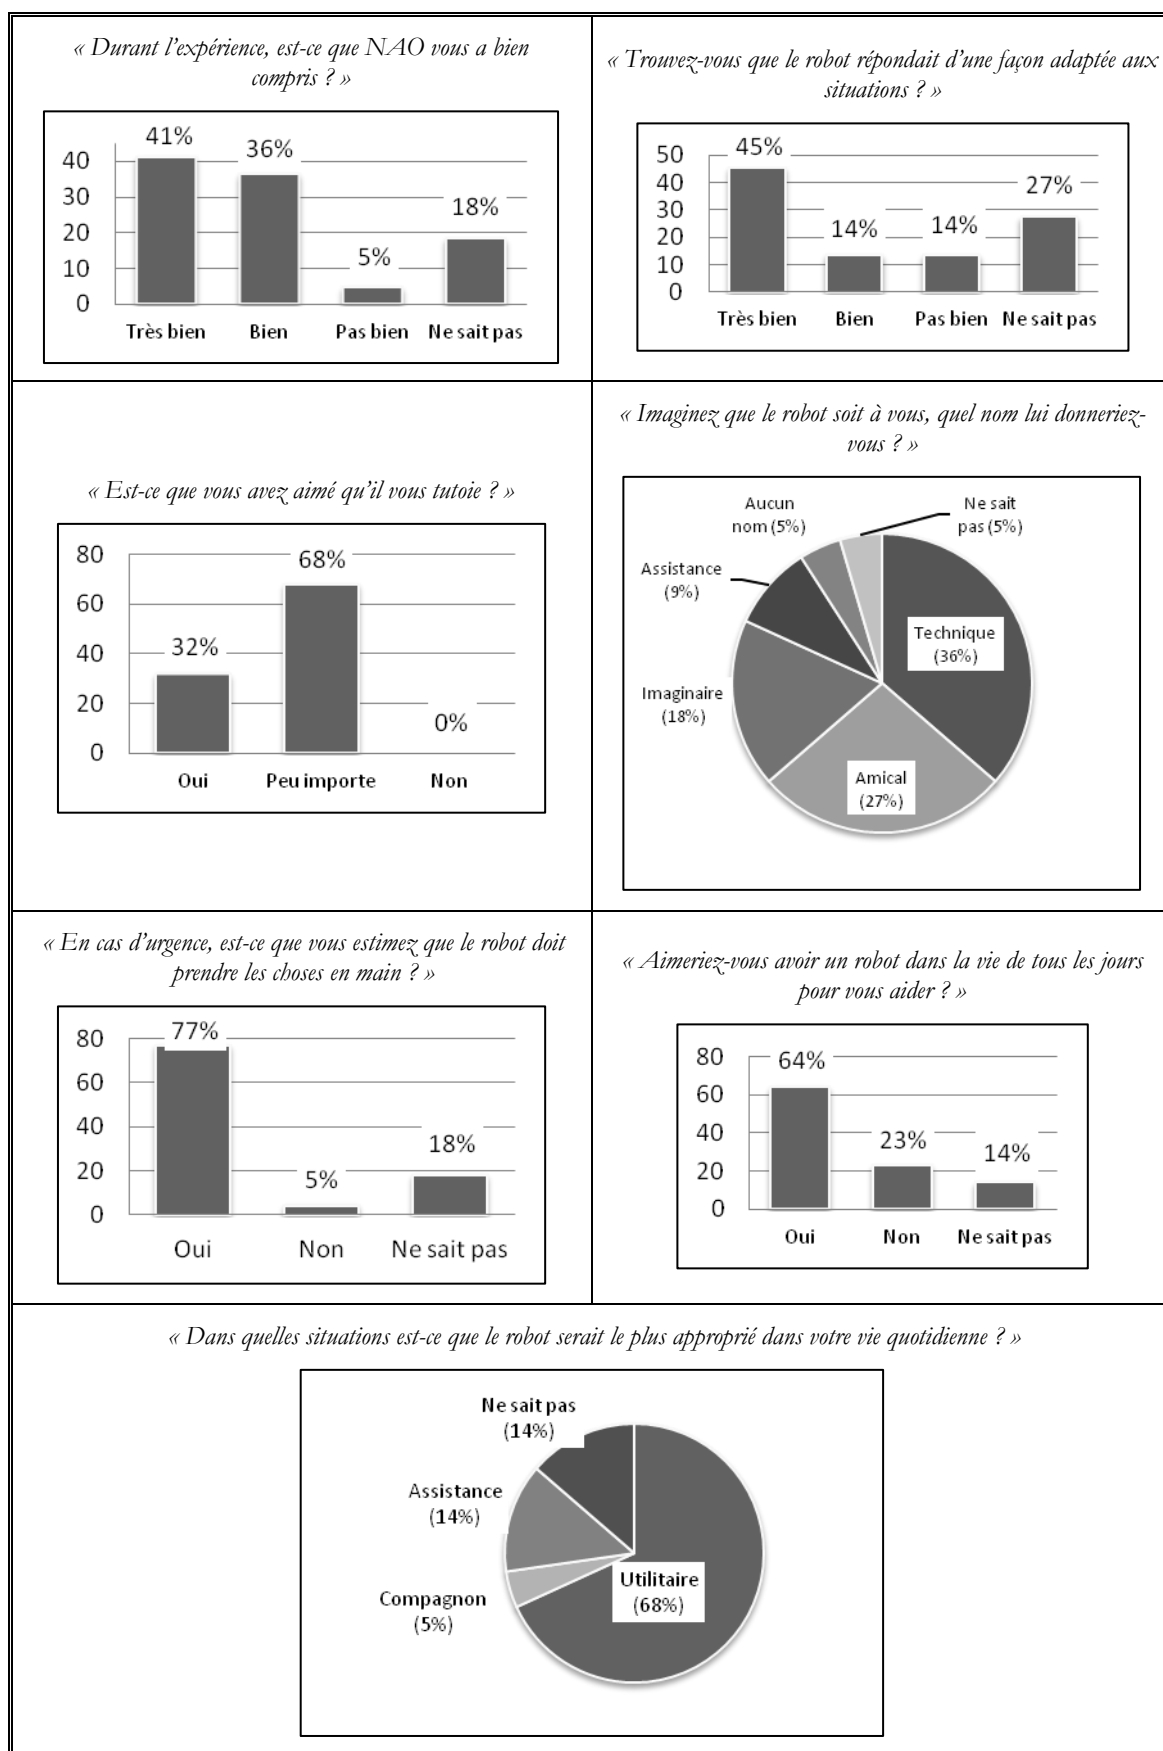 « Durant l’expérience, est-ce que NAO vous a bien
compris ? »
41%
36%
18%
5%
40
30
20
10
0
Très bien Bien Pas bien Ne sait pas
« Trouvez-vous que le robot répondait d’une façon adaptée aux
situations ? »
45%
27%
14% 14%
50
40
30
20
10
0
Très bien Bien Pas bien Ne sait pas
« Est-ce que vous avez aimé qu’il vous tutoie ? »
68%
32%
0%
80
60
40
20
0
Oui Peu importe Non
« Imaginez que le robot soit à vous, quel nom lui donneriez-
vous ? »
Aucun
nom (5%)
Ne sait
pas (5%)
Assistance
(9%)
Technique
(36%)
Imaginaire
(18%)
Amical
(27%)
« En cas d’urgence, est-ce que vous estimez que le robot doit
prendre les choses en main ? »
77%
18%
5%
80
60
40
20
0
Oui Non Ne sait pas
« Aimeriez-vous avoir un robot dans la vie de tous les jours
pour vous aider ? »
64%
23%
14%
80
60
40
20
0
Oui Non Ne sait pas
« Dans quelles situations est-ce que le robot serait le plus approprié dans votre vie quotidienne ? »
Ne sait pas
(14%)
Assistance
(14%)
Compagnon
(5%)
Utilitaire
(68%)